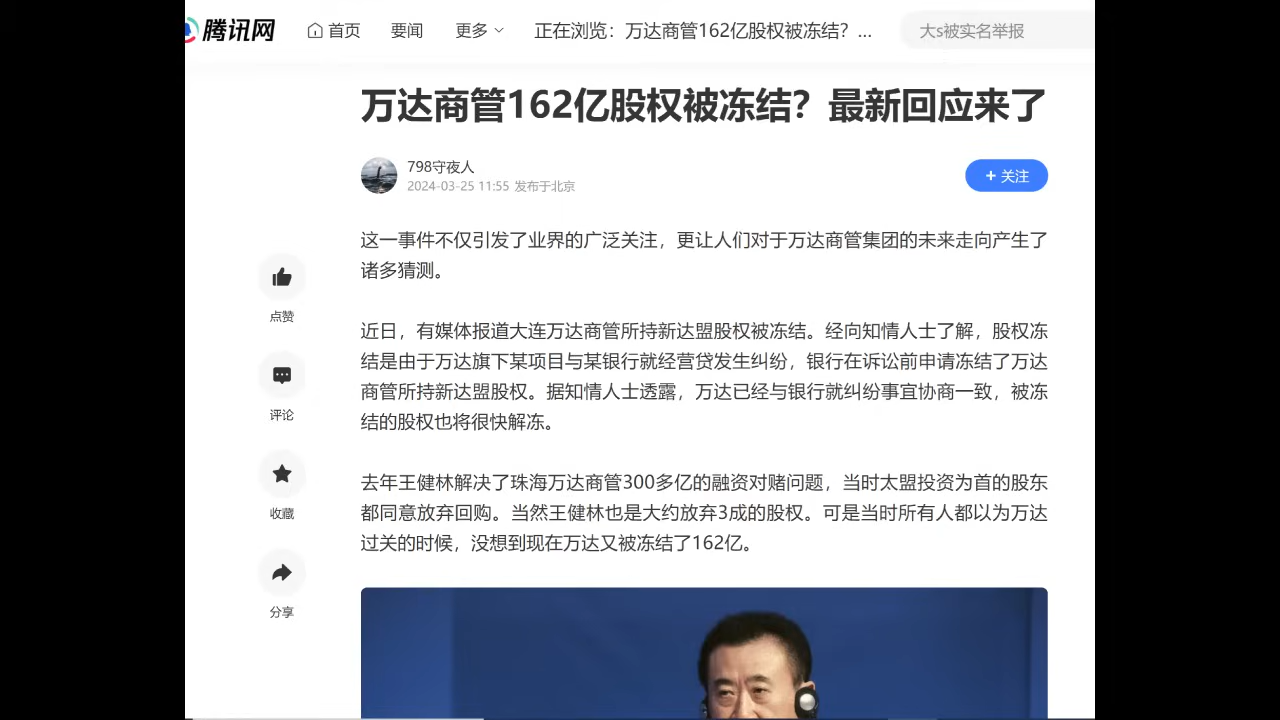 腾讯网 首页 要闻 更多 正在浏览：万达商管162亿股权被冻结？... 大s被实名举报
万达商管162亿股权被冻结？最新回应来了
798守夜人
2024-03-25 11:55 发布于北京
+ 关注
这一事件不仅引发了业界的广泛关注，更让人们对于万达商管集团的未来走向产生了
诸多猜测。
点赞
近日，有媒体报道大连万达商管所持新达盟股权被冻结。经向知情人士了解，股权冻
结是由于万达旗下某项目与某银行就经营贷发生纠纷，银行在诉讼前申请冻结了万达
商管所持新达盟股权。据知情人士透露，万达已经与银行就纠纷事宜协商一致，被冻
结的股权也将很快解冻。
评论
去年王健林解决了珠海万达商管300多亿的融资对赌问题，当时太盟投资为首的股东
都同意放弃回购。当然王健林也是大约放弃3成的股权。可是当时所有人都以为万达
过关的时候，没想到现在万达又被冻结了162亿。
收藏
分享